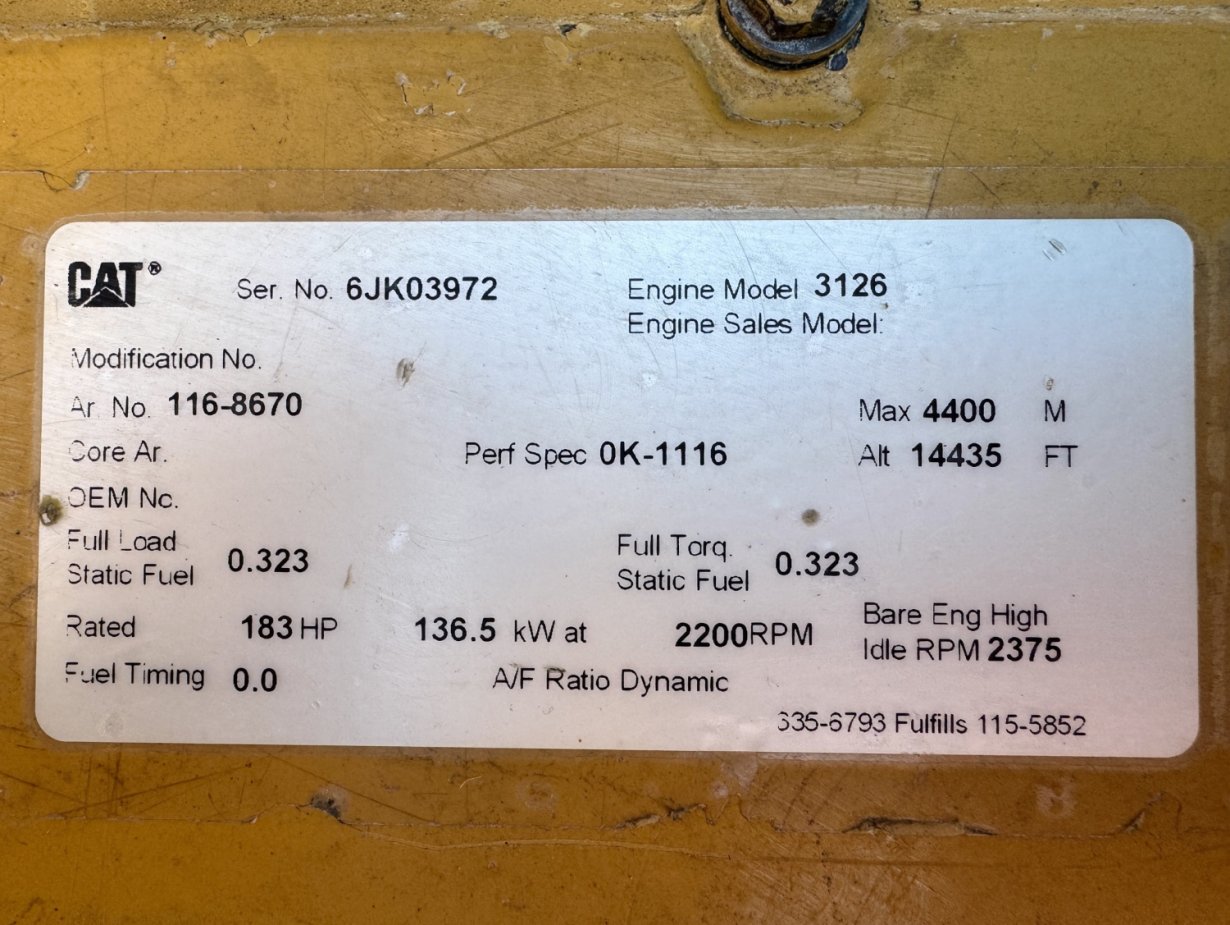 CAT® Ser. No. 6JK03972 Engine Model 3126
Engine Sales Model:
Modification No.
Ar. No. 116-8670 Max 4400 M
Core Ar. Perf Spec 0K-1116 Alt 14435 FT
OEM No.
Full Load Full Torq.
Static Fuel 0.323 Static Fuel 0.323
Rated 183 HP 136.5 kW at 2200 RPM Bare Eng High
Idle RPM 2375
Fuel Timing 0.0 A/F Ratio Dynamic
335-6793 Fulfills 115-5852